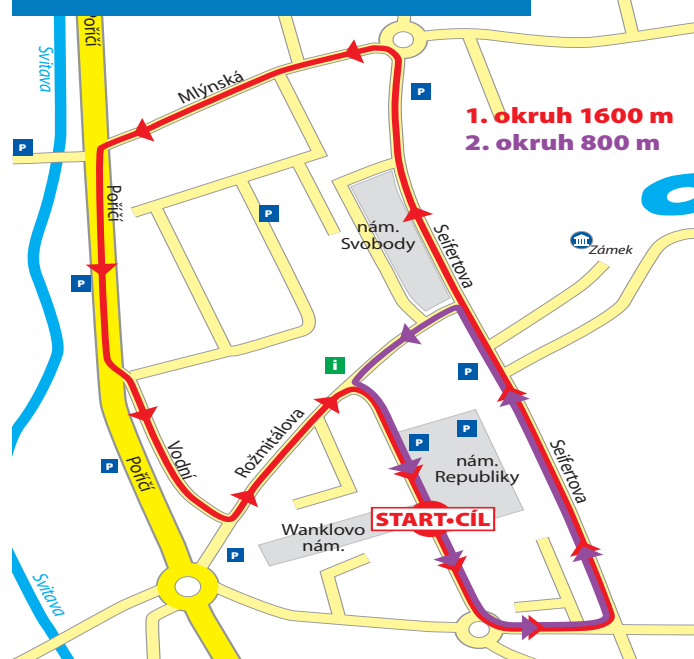 Svitava
Poříčí
Mlýnská
P
1. okruh 1600 m
2. okruh 800 m
P
Poříčí
P
nám.
Svobody
Seifertova
Zámek
P
i
P
Rožmitálova
Vodní
P
P
nám.
Republiky
Seifertova
Poříčí
P
START•CÍL
Wanklovo
nám.
P
Svitava